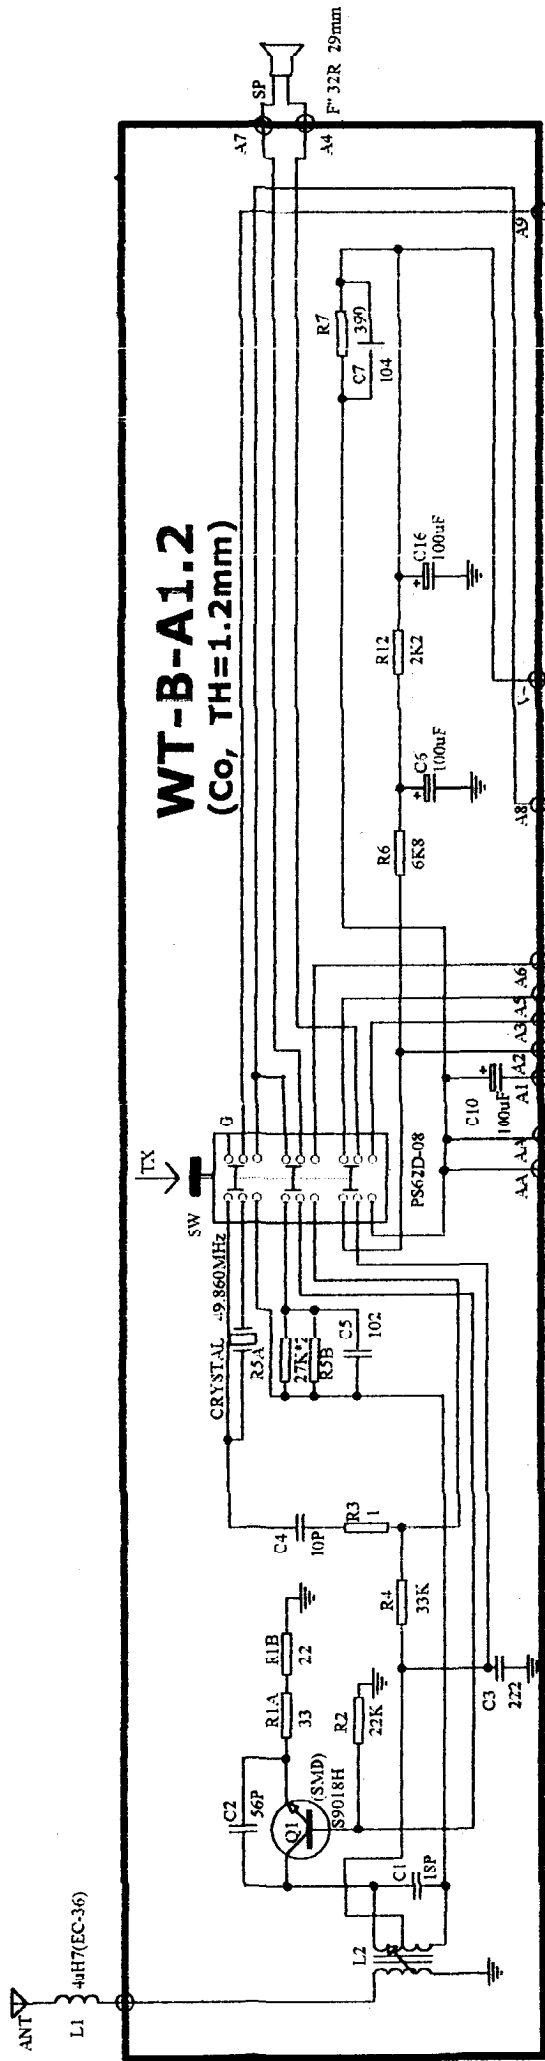 ANT
L1 4uH7(EC-36)
L2
C1
18P
C2
56P
Q1
(SMD)
S9018H
R1A
33
R1B
22
R2
22K
R4
33K
C3
222
C4
10P
R3
1
CRYSTAL 49.860MHz
R5A
27K*2
R5B
C5
102
SW
TX
G
PS62D-08
AA
AA
C10
100uF
A1
A2
A3
A5
A6
WT-B-A1.2
(Co, TH=1.2mm)
R6
6K8
C6
100uF
R12
2K2
C16
100uF
R7
390
C7
104
A8
V-
A9
A7
A4
SP
F" 32R 29mm